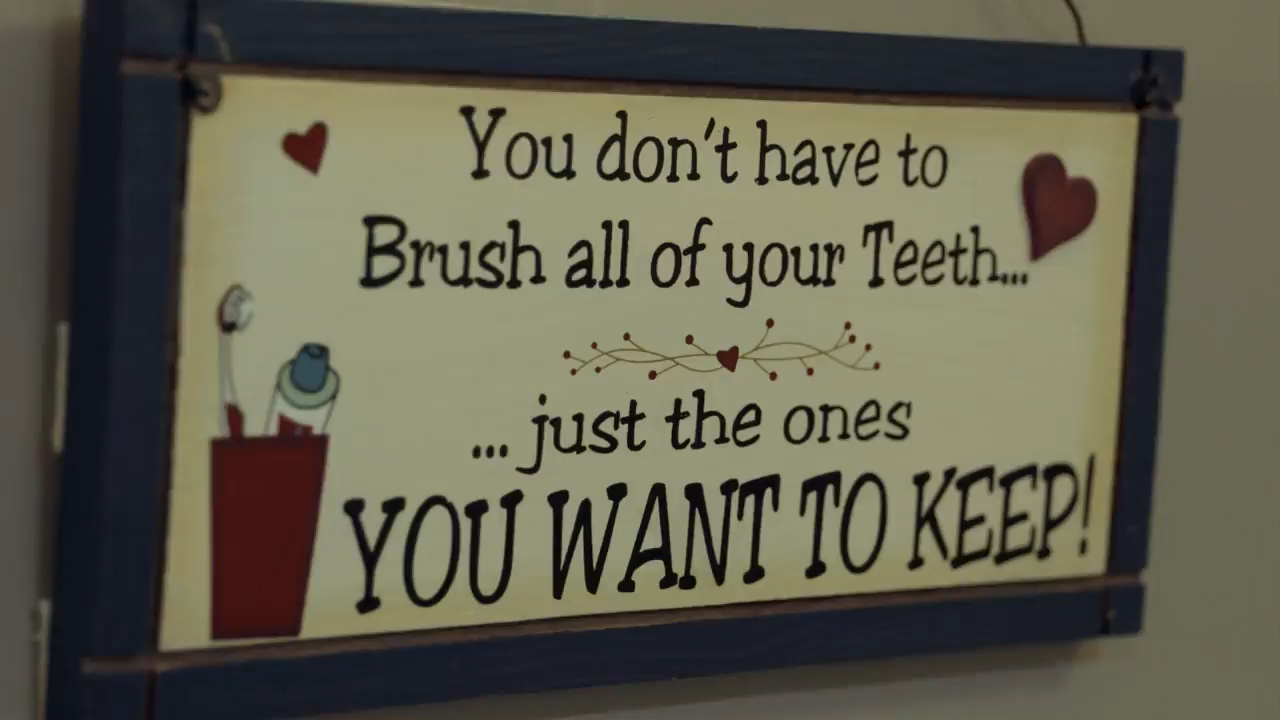 You don't have to
Brush all of your Teeth...
... just the ones
YOU WANT TO KEEP!